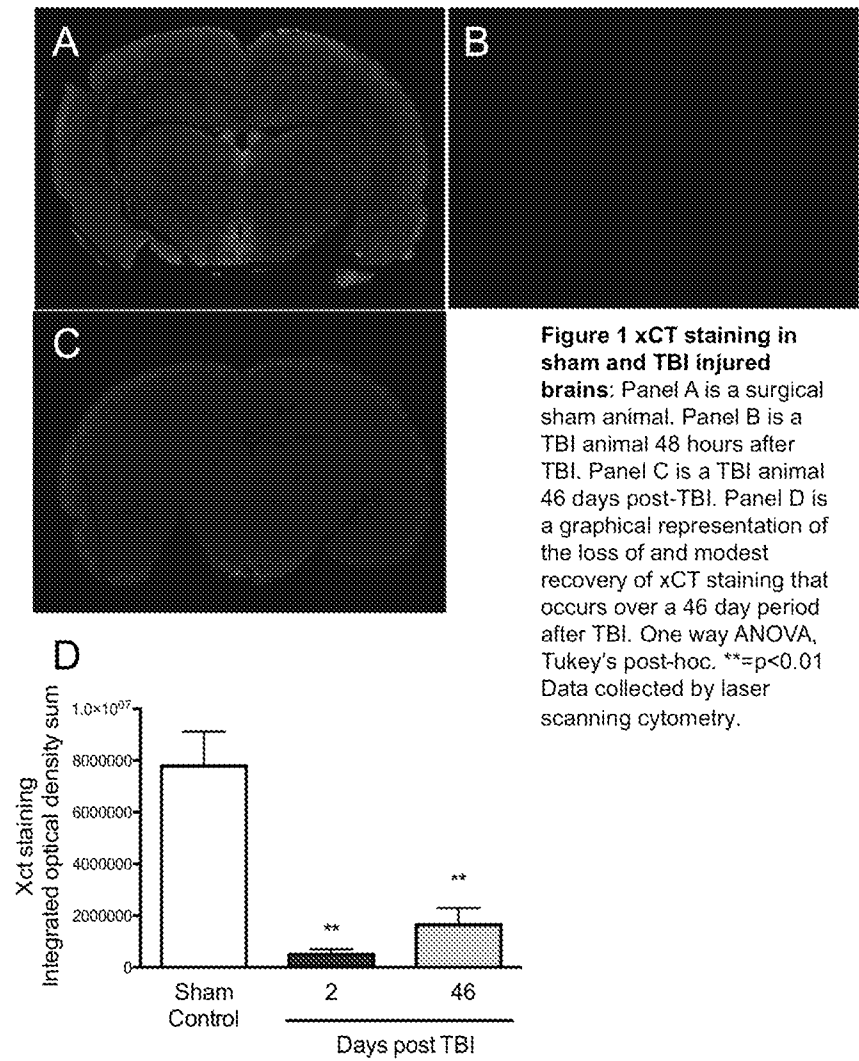 A
B
C
Figure 1 xCT staining in
sham and TBI injured
brains: Panel A is a surgical
sham animal. Panel B is a
TBI animal 48 hours after
TBI. Panel C is a TBI animal
46 days post-TBI. Panel D is
a graphical representation of
the loss of and modest
recovery of xCT staining that
occurs over a 46 day period
after TBI. One way ANOVA,
Tukey's post-hoc. **=p<0.01
Data collected by laser
scanning cytometry.
D
Xct staining
Integrated optical density sum
1.0×10⁰⁷
8000000
6000000
4000000
2000000
0
**
**
Sham
Control
2
46
Days post TBI